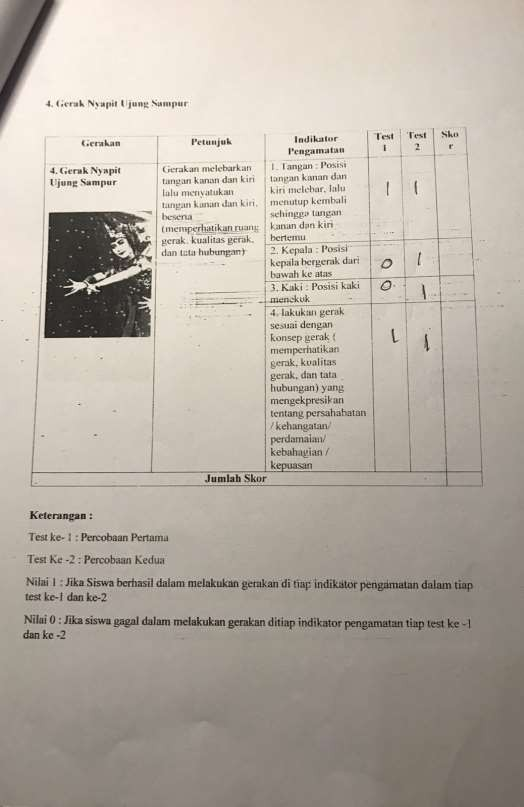 4. Gerak Nyapit Ujung Sampur
Gerakan
Petunjuk
Indikator
Pengamatan
Test
1
Test
2
Sko
r
4. Gerak Nyapit
Ujung Sampur
Gerakan melebarkan
tangan kanan dan kiri
lalu menyatukan
tangan kanan dan kiri,
beserta
(memperhatikan ruang
gerak, kualitas gerak,
dan tata hubungan)
1. Tangan : Posisi
tangan kanan dan
kiri melebar, lalu
menutup kembali
sehingga tangan
kanan dan kiri
bertemu
1
1
2. Kepala : Posisi
kepala bergerak dari
bawah ke atas
0
1
3. Kaki : Posisi kaki
menekuk
0
1
4. lakukan gerak
sesuai dengan
konsep gerak (
memperhatikan
gerak, kualitas
gerak, dan tata
hubungan) yang
mengekpresikan
tentang persahabatan
/ kehangatan/
perdamaian/
kebahagian /
kepuasan
1
1
Jumlah Skor
Keterangan :
Test ke- 1 : Percobaan Pertama
Test Ke -2 : Percobaan Kedua
Nilai 1 : Jika Siswa berhasil dalam melakukan gerakan di tiap indikator pengamatan dalam tiap
test ke-1 dan ke-2
Nilai 0 : Jika siswa gagal dalam melakukan gerakan ditiap indikator pengamatan tiap test ke -1
dan ke -2